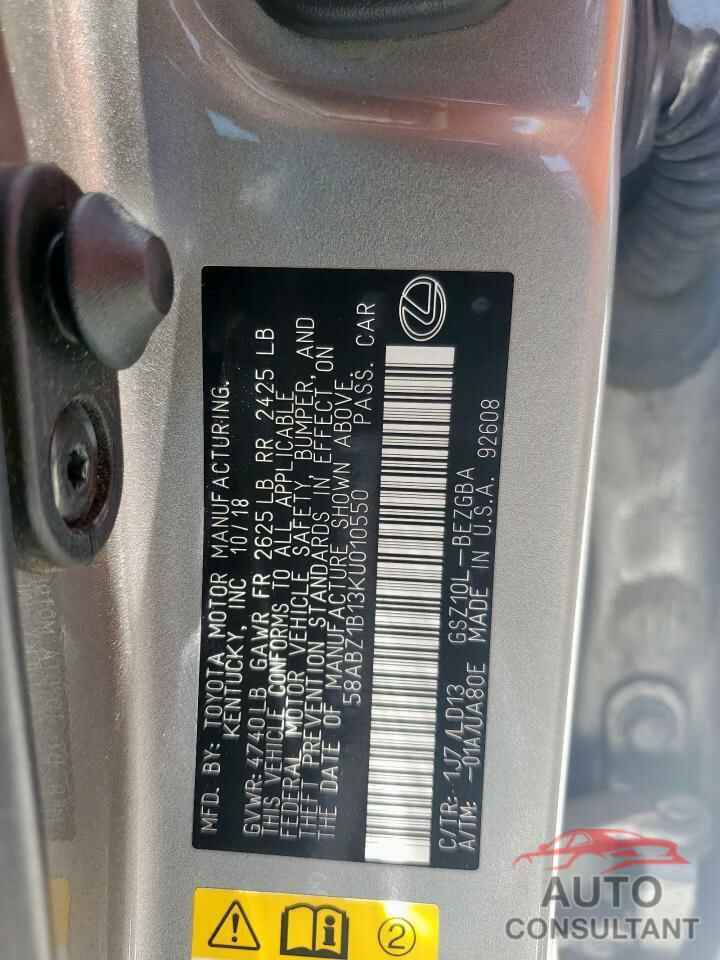 MFD. BY: TOYOTA MOTOR MANUFACTURING.
KENTUCKY, INC 10/18
GVWR: 4740 LB GAWR FR 2625 LB RR 2425 LB
THIS VEHICLE CONFORMS TO ALL APPLICABLE
FEDERAL MOTOR VEHICLE SAFETY, BUMPER, AND
THEFT PREVENTION STANDARDS IN EFFECT ON
THE DATE OF MANUFACTURE SHOWN ABOVE.
58ABZ1B13KU010550 PASS. CAR
C/TR: 1J7/LD13 GSZ10L-BEZGBA
A/TM: -01A/UA80E MADE IN U.S.A. 92608
2
AUTO
CONSULTANT